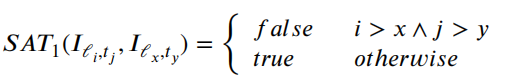 SAT₁(I_{ℓ_i,t_j}, I_{ℓ_x,t_y}) = { false i > x ∧ j > y
true otherwise